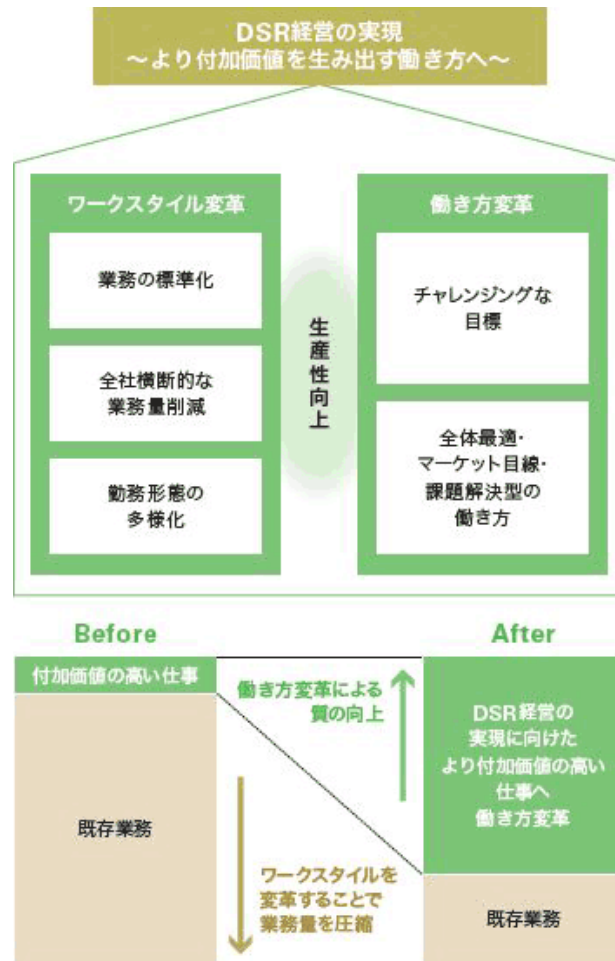 DSR経営の実現
～より付加価値を生み出す働き方へ～
ワークスタイル変革
業務の標準化
全社横断的な
業務量削減
勤務形態の
多様化
生産性向上
働き方変革
チャレンジングな
目標
全体最適・
マーケット目線・
課題解決型の
働き方
Before
After
付加価値の高い仕事
既存業務
働き方変革による
質の向上
ワークスタイルを
変革することで
業務量を圧縮
DSR経営の
実現に向けた
より付加価値の高い
仕事へ
働き方変革
既存業務